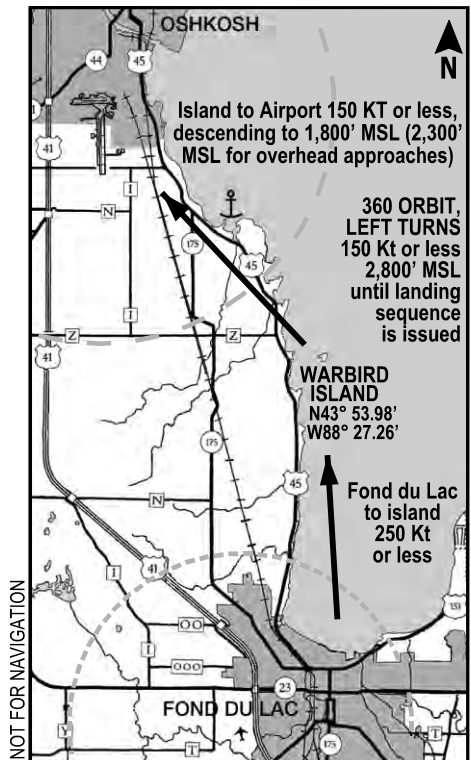 OSHKOSH
44
45
N
Island to Airport 150 KT or less,
descending to 1,800' MSL (2,300'
MSL for overhead approaches)
41
I
N
175
45
360 ORBIT,
LEFT TURNS
150 Kt or less
2,800' MSL
until landing
sequence
is issued
I
Z
Z
41
WARBIRD
ISLAND
N43° 53.98'
W88° 27.26'
175
45
N
Fond du Lac
to island
250 Kt
or less
41
I
151
OO
I
OOO
23
FOND DU LAC
Y
T
175
T
NOT FOR NAVIGATION